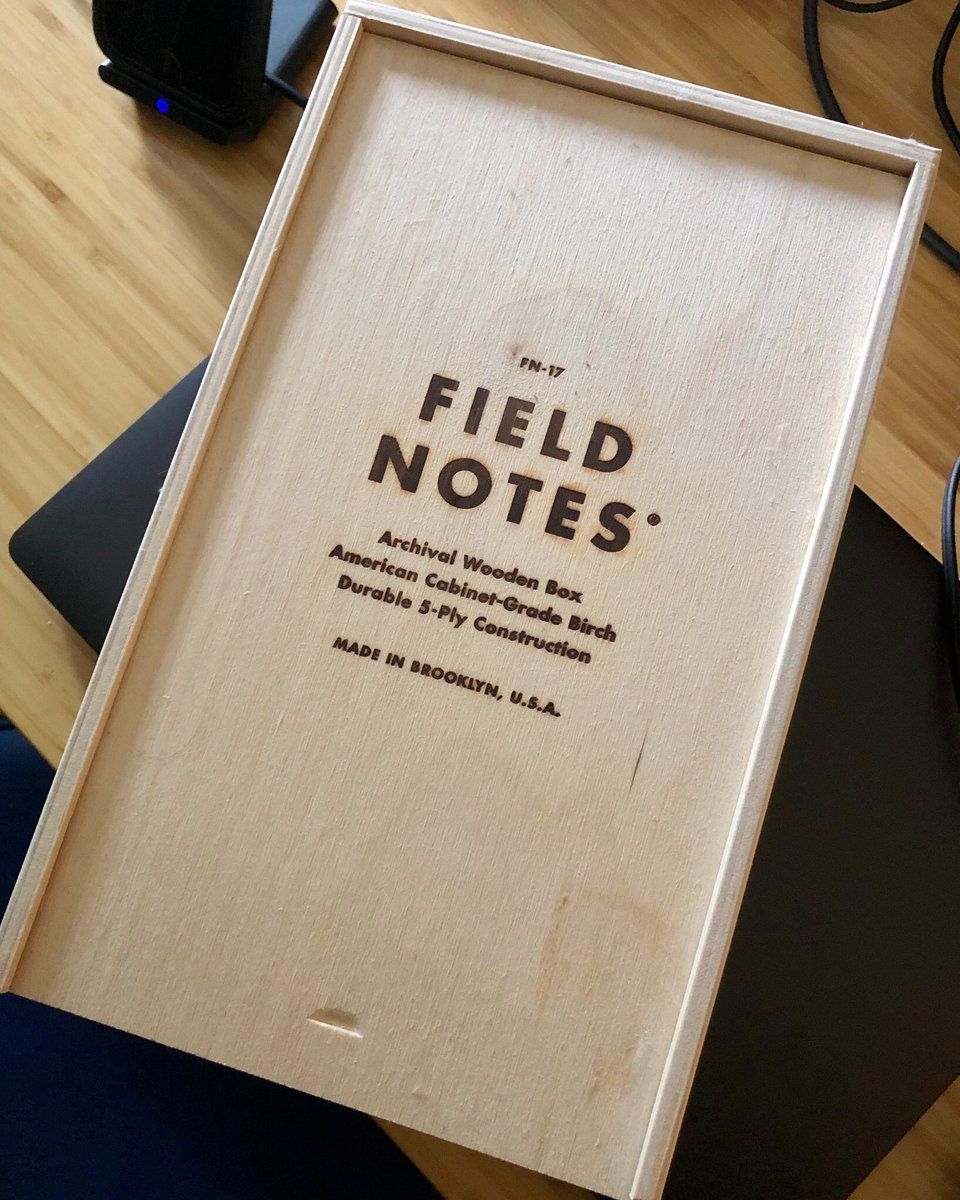 FN-17
FIELD
NOTES®
Archival Wooden Box
American Cabinet-Grade Birch
Durable 5-Ply Construction
MADE IN BROOKLYN, U.S.A.